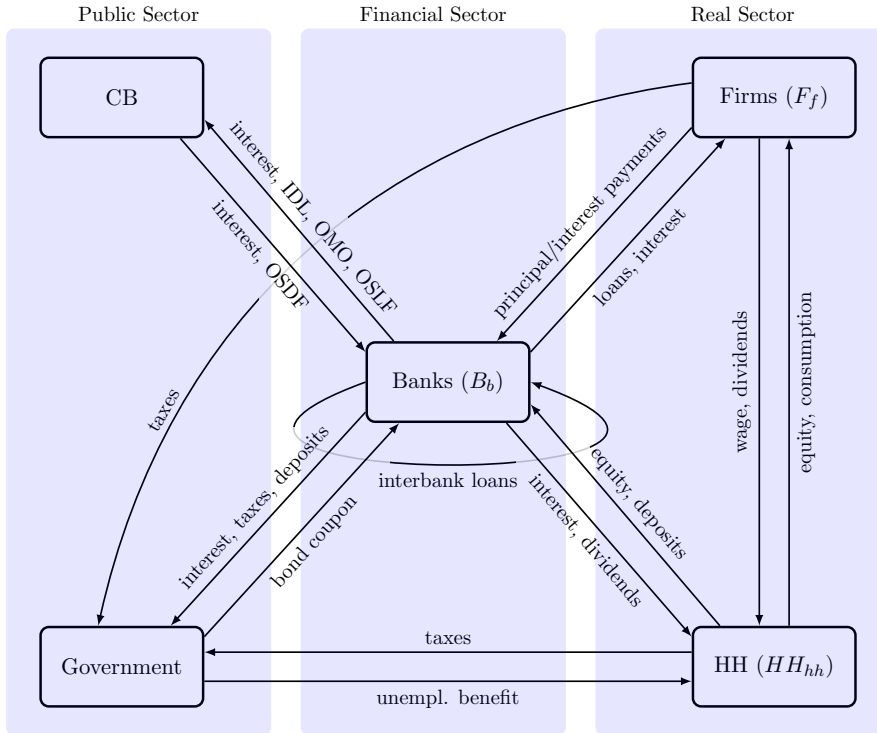 Public Sector
Financial Sector
Real Sector
CB
Firms ($F_f$)
interest, IDL, OMO, OSLF
interest, OSDF
principal/interest payments
loans, interest
taxes
Banks ($B_b$)
wage, dividends
equity, consumption
interest, taxes, deposits
bond coupon
interbank loans
equity, deposits
interest, dividends
Government
taxes
unempl. benefit
HH ($HH_{hh}$)